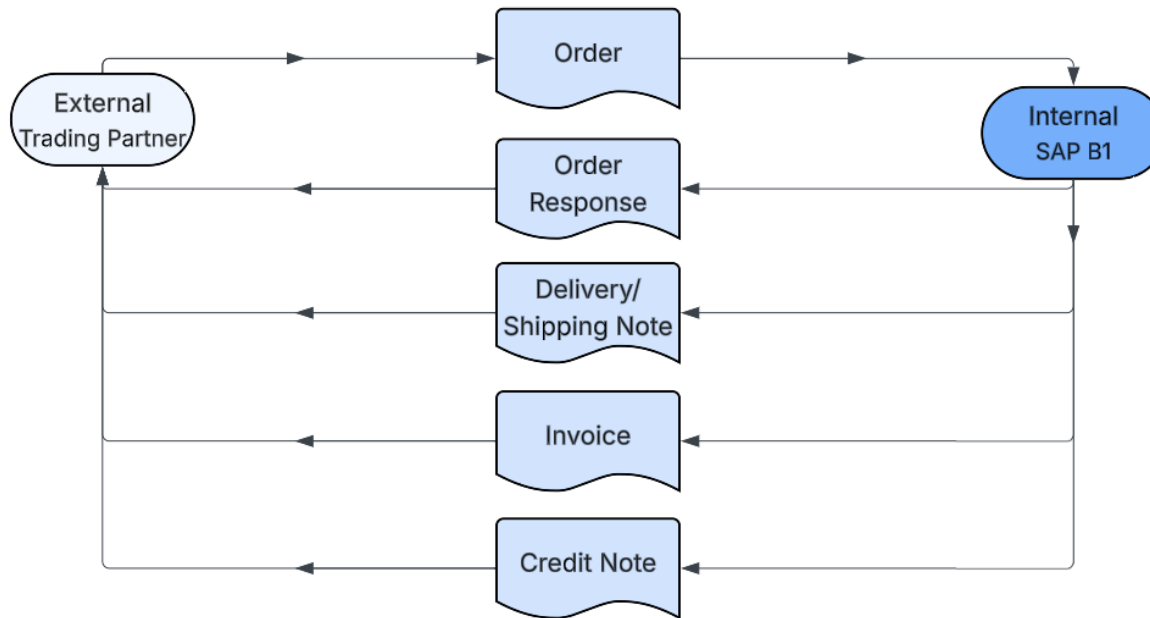 Order
External
Trading Partner
Internal
SAP B1
Order
Response
Delivery/
Shipping Note
Invoice
Credit Note